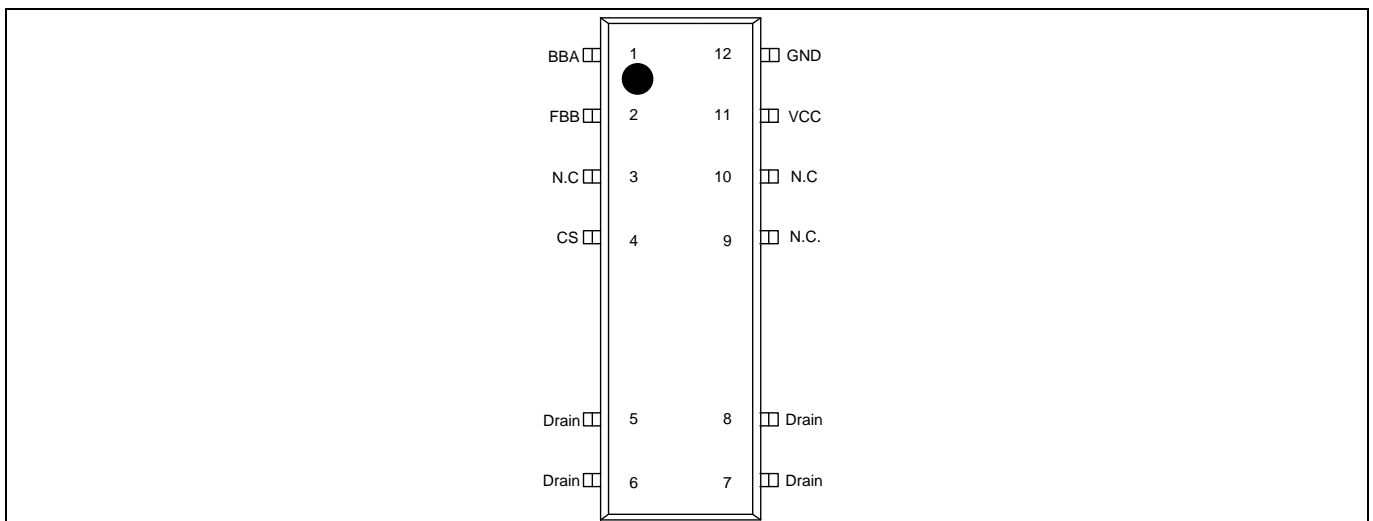 BBA 1 12 GND
FBB 2 11 VCC
N.C 3 10 N.C
CS 4 9 N.C.
Drain 5 8 Drain
Drain 6 7 Drain